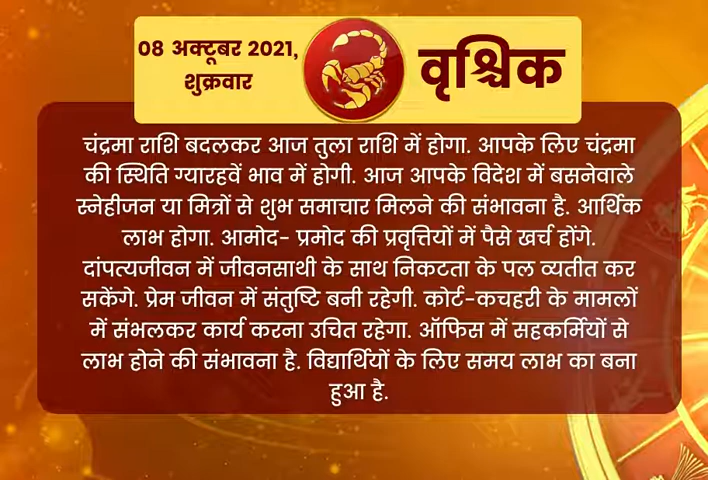 08 अक्टूबर 2021,
शुक्रवार
वृश्चिक
चंद्रमा राशि बदलकर आज तुला राशि में होगा. आपके लिए चंद्रमा
की स्थिति ग्यारहवें भाव में होगी. आज आपके विदेश में बसनेवाले
स्नेहीजन या मित्रों से शुभ समाचार मिलने की संभावना है. आर्थिक
लाभ होगा. आमोद- प्रमोद की प्रवृत्तियों में पैसे खर्च होंगे.
दांपत्यजीवन में जीवनसाथी के साथ निकटता के पल व्यतीत कर
सकेंगे. प्रेम जीवन में संतुष्टि बनी रहेगी. कोर्ट-कचहरी के मामलों
में संभलकर कार्य करना उचित रहेगा. ऑफिस में सहकर्मियों से
लाभ होने की संभावना है. विद्यार्थियों के लिए समय लाभ का बना
हुआ है.